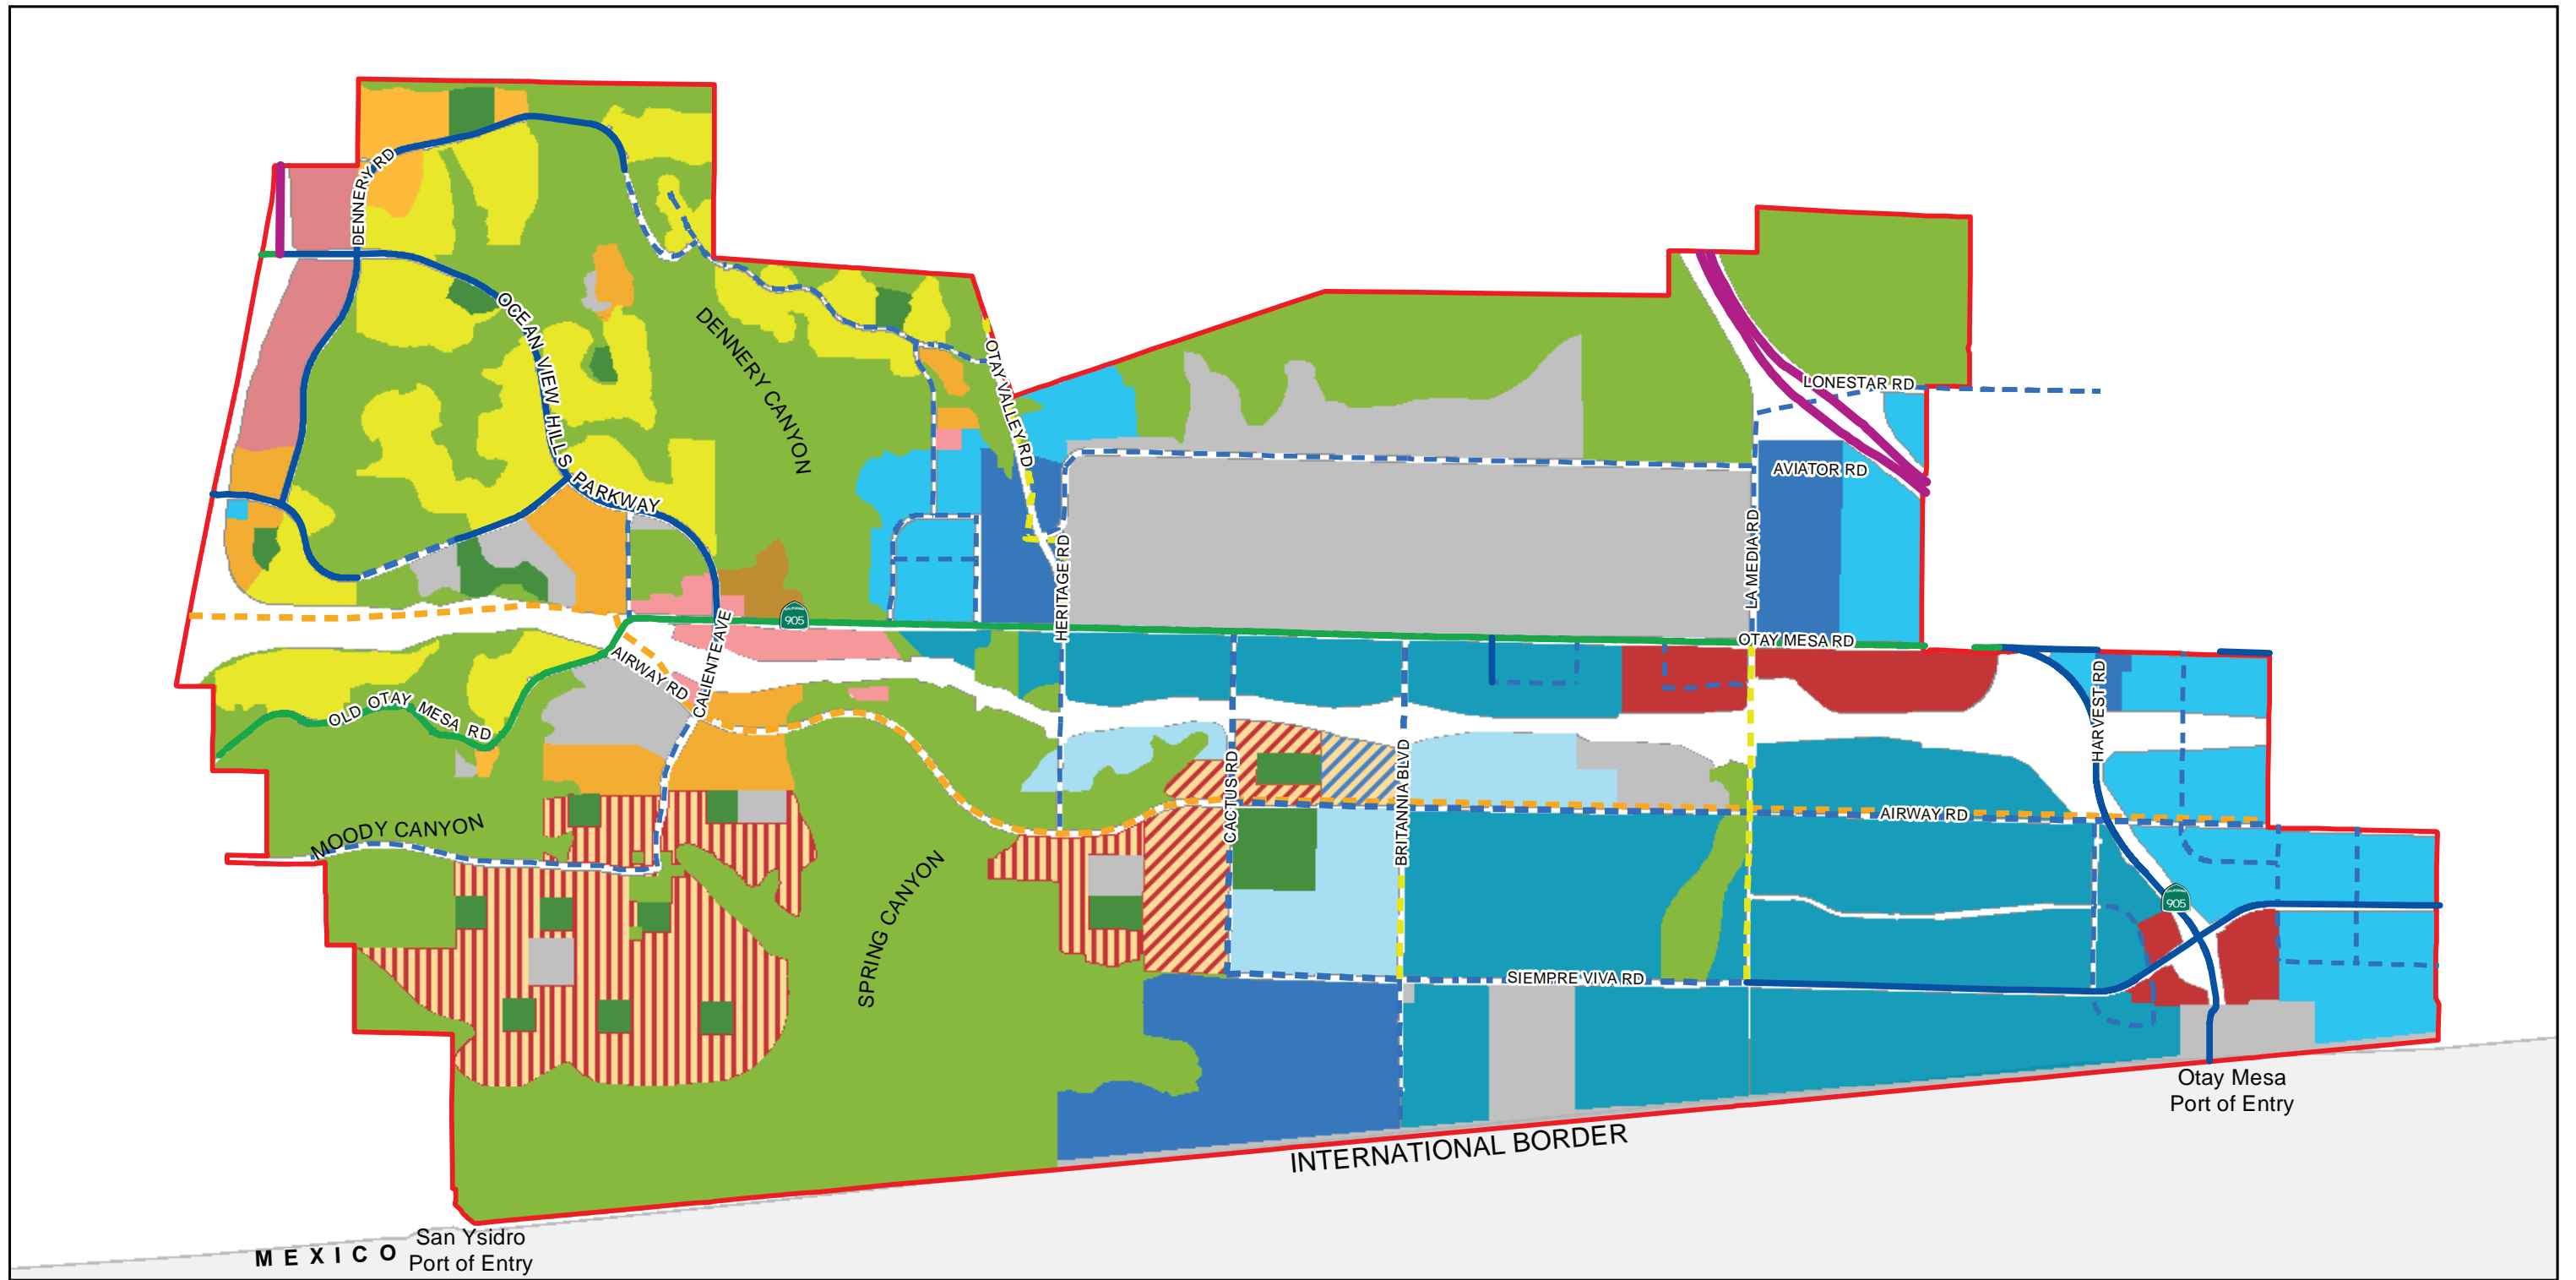 DENNERY RD
OCEAN VIEW HILLS PARKWAY
DENNERY CANYON
OTAY VALLEY RD
LONESTAR RD
AVIATOR RD
HERITAGE RD
LA MEDIA RD
CALIFORNIA
905
OTAY MESA RD
AIRWAY RD
CALIENTE AVE
OLD OTAY MESA RD
HARVEST RD
CACTUS RD
BRITANNIA BLVD
AIRWAY RD
MOODY CANYON
SPRING CANYON
CALIFORNIA
905
SIEMPRE VIVA RD
Otay Mesa
Port of Entry
INTERNATIONAL BORDER
San Ysidro
Port of Entry
MEXICO